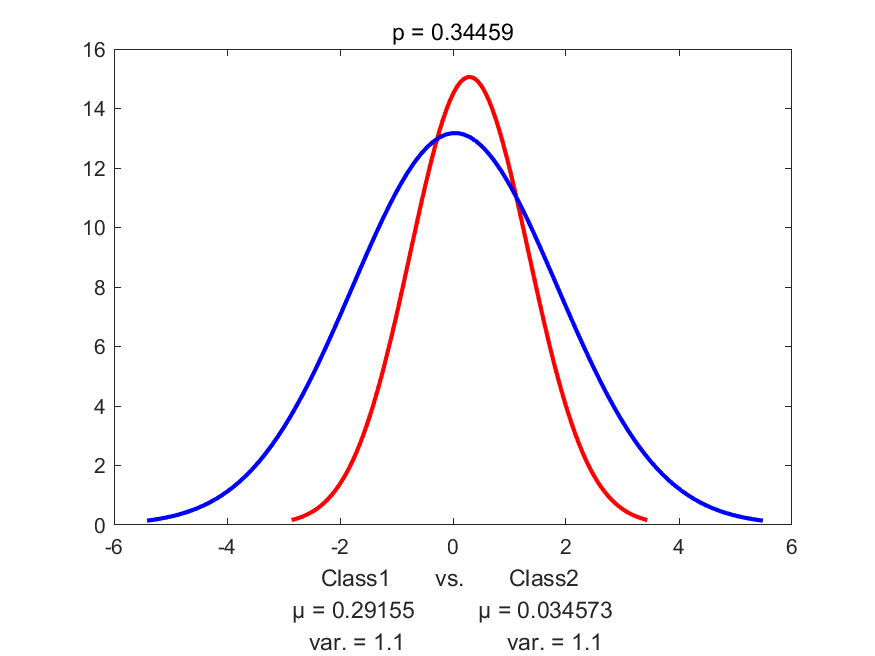 p = 0.34459
16
14
12
10
8
6
4
2
0
-6 -4 -2 0 2 4 6
Class1 vs. Class2
μ = 0.29155 μ = 0.034573
var. = 1.1 var. = 1.1